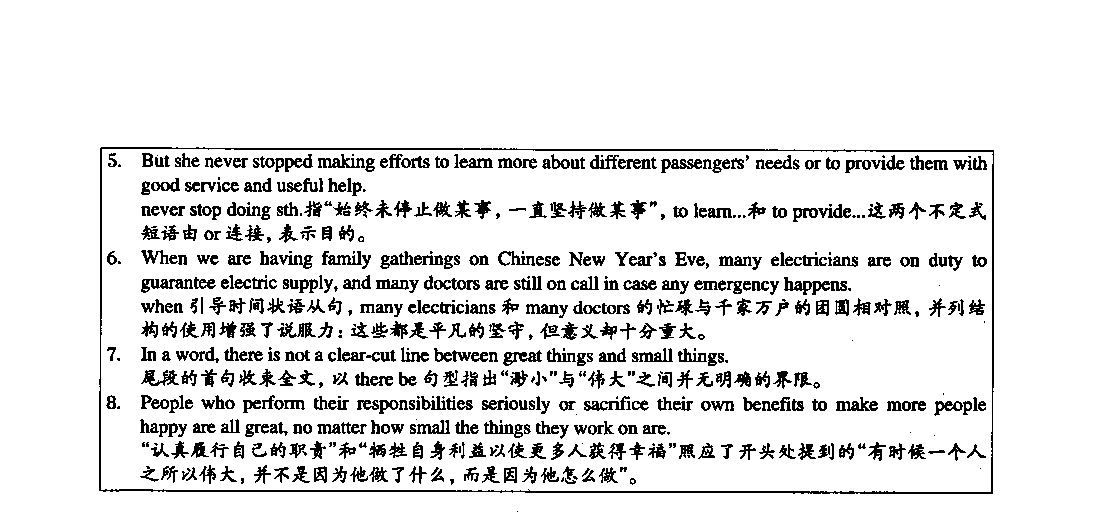 5. But she never stopped making efforts to learn more about different passengers' needs or to provide them with
good service and useful help.
never stop doing sth.指“始终未停止做某事，一直坚持做某事”, to learn...和 to provide...这两个不定式
短语由 or 连接，表示目的。
6. When we are having family gatherings on Chinese New Year's Eve, many electricians are on duty to
guarantee electric supply, and many doctors are still on call in case any emergency happens.
when 引导时间状语从句，many electricians 和 many doctors 的忙碌与千家万户的团圆相对照，并列结
构的使用增强了说服力：这些都是平凡的坚守，但意义却十分重大。
7. In a word, there is not a clear-cut line between great things and small things.
尾段的首句收束全文，以 there be 句型指出“渺小”与“伟大”之间并无明确的界限。
8. People who perform their responsibilities seriously or sacrifice their own benefits to make more people
happy are all great, no matter how small the things they work on are.
“认真履行自己的职责”和“牺牲自身利益以使更多人获得幸福”照应了开头处提到的“有时候一个人
之所以伟大，并不是因为他做了什么，而是因为他怎么做”。